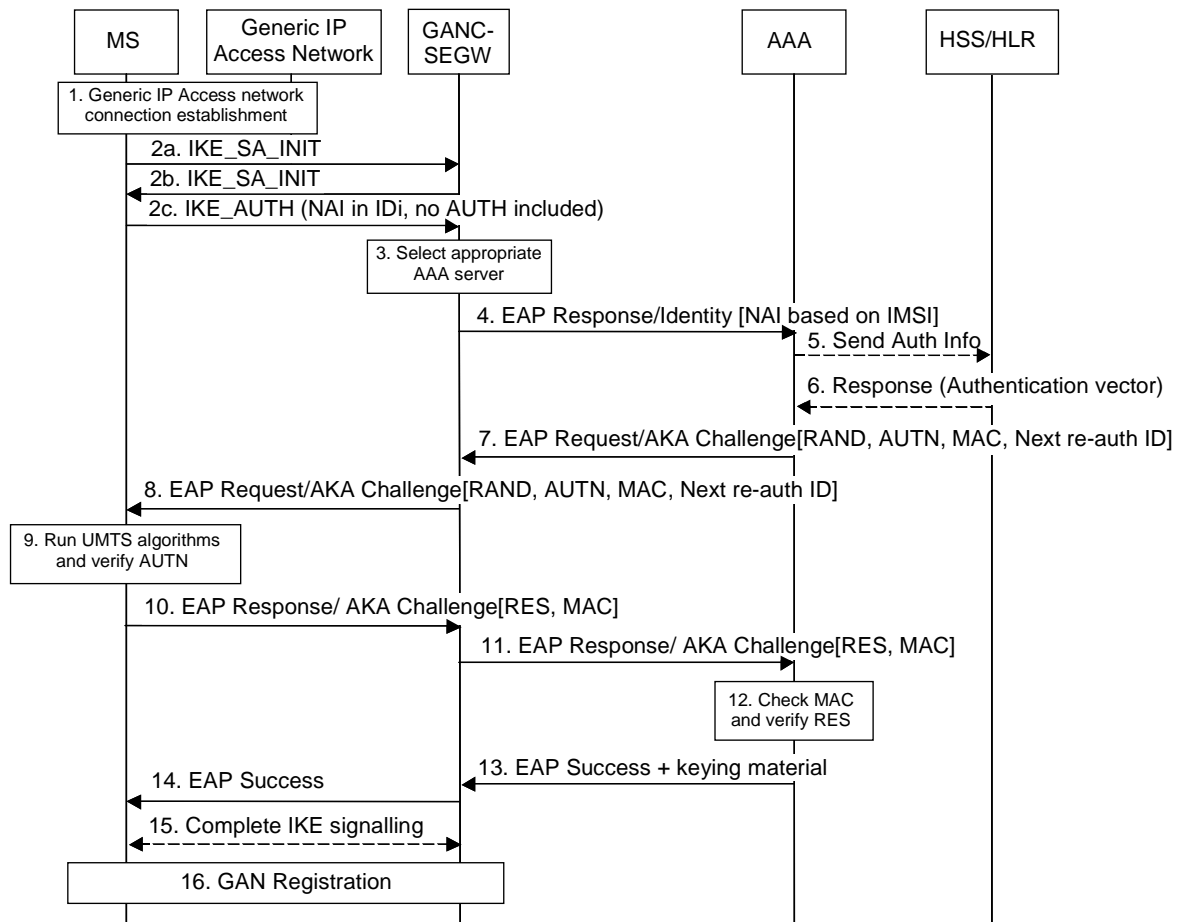 MS
Generic IP
Access Network
GANC-
SEGW
AAA
HSS/HLR
1. Generic IP Access network
connection establishment
2a. IKE_SA_INIT
2b. IKE_SA_INIT
2c. IKE_AUTH (NAI in IDi, no AUTH included)
3. Select appropriate
AAA server
4. EAP Response/Identity [NAI based on IMSI]
5. Send Auth Info
6. Response (Authentication vector)
7. EAP Request/AKA Challenge[RAND, AUTN, MAC, Next re-auth ID]
8. EAP Request/AKA Challenge[RAND, AUTN, MAC, Next re-auth ID]
9. Run UMTS algorithms
and verify AUTN
10. EAP Response/ AKA Challenge[RES, MAC]
11. EAP Response/ AKA Challenge[RES, MAC]
12. Check MAC
and verify RES
13. EAP Success + keying material
14. EAP Success
15. Complete IKE signalling
16. GAN Registration